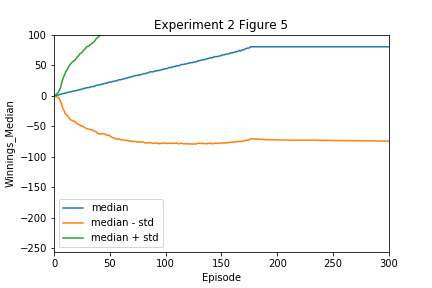 Experiment 2 Figure 5
100
50
0
−50
−100
−150
−200
−250
Winnings_Median
median
median - std
median + std
0 50 100 150 200 250 300
Episode